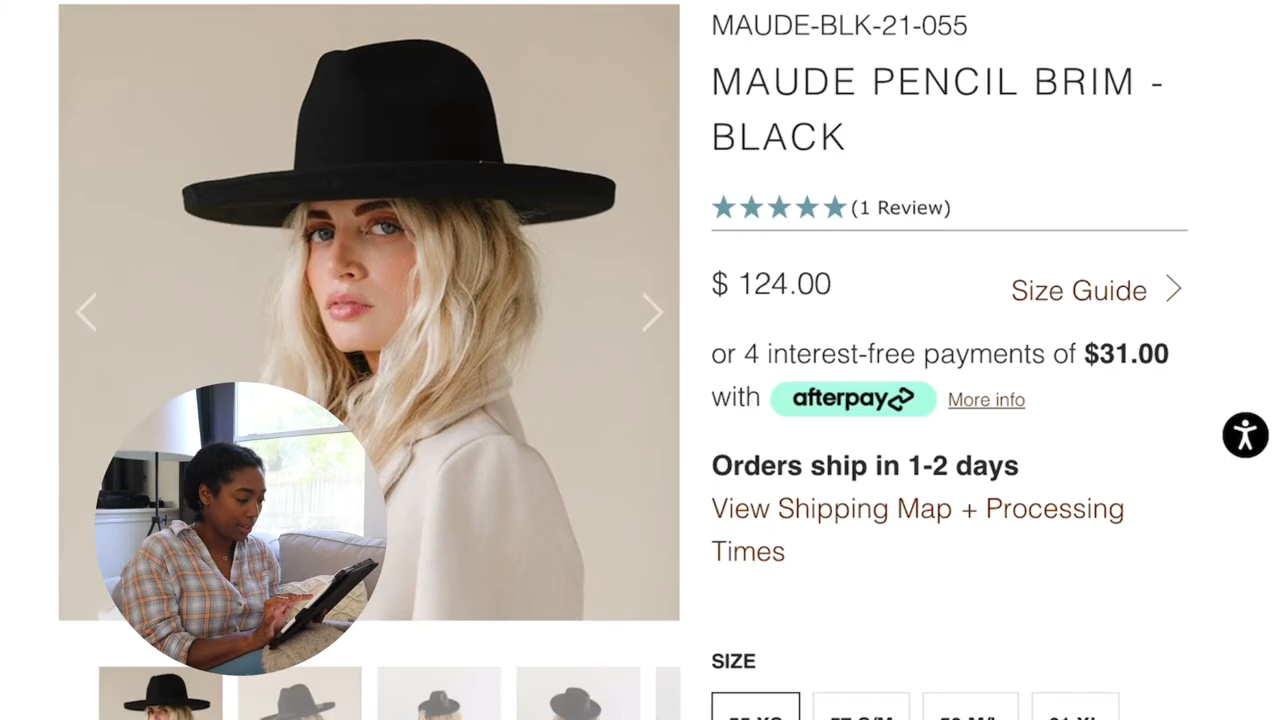 MAUDE-BLK-21-055
MAUDE PENCIL BRIM -
BLACK
(1 Review)
$ 124.00
Size Guide
or 4 interest-free payments of $31.00
with afterpay More info
Orders ship in 1-2 days
View Shipping Map + Processing
Times
SIZE